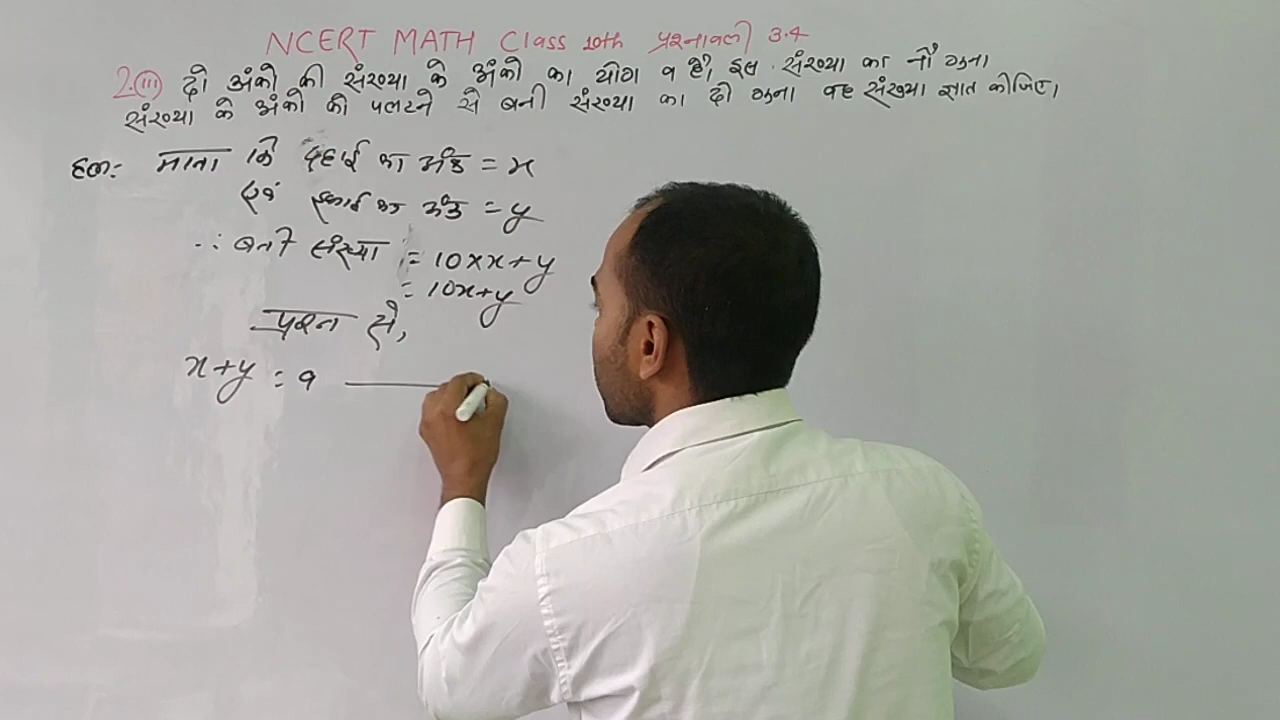 NCERT MATH Class 10th प्रश्नावली 3.4
2.(iii) दो अंको की संख्या के अंको का योग 9 है, इस संख्या का नौ गुना
संख्या के अंको को पलटने से बनी संख्या का दो गुना वह संख्या ज्ञात कीजिए।
हल:- माना कि दहाई का अंक = x
एवं इकाई का अंक = y
∴ बनी संख्या = 10×x+y
= 10x+y
प्रश्न से,
x+y = 9